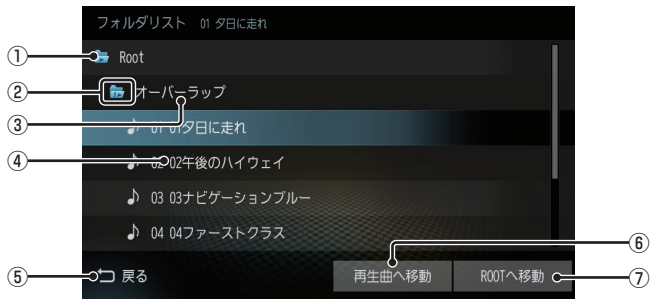 フォルダリスト 01 夕日に走れ
① Root
② オーバーラップ
③ 01 01夕日に走れ
④ 02 02午後のハイウェイ
03 03ナビゲーションブルー
04 04ファーストクラス
⑥
⑤ 戻る 再生曲へ移動 ROOTへ移動 ⑦